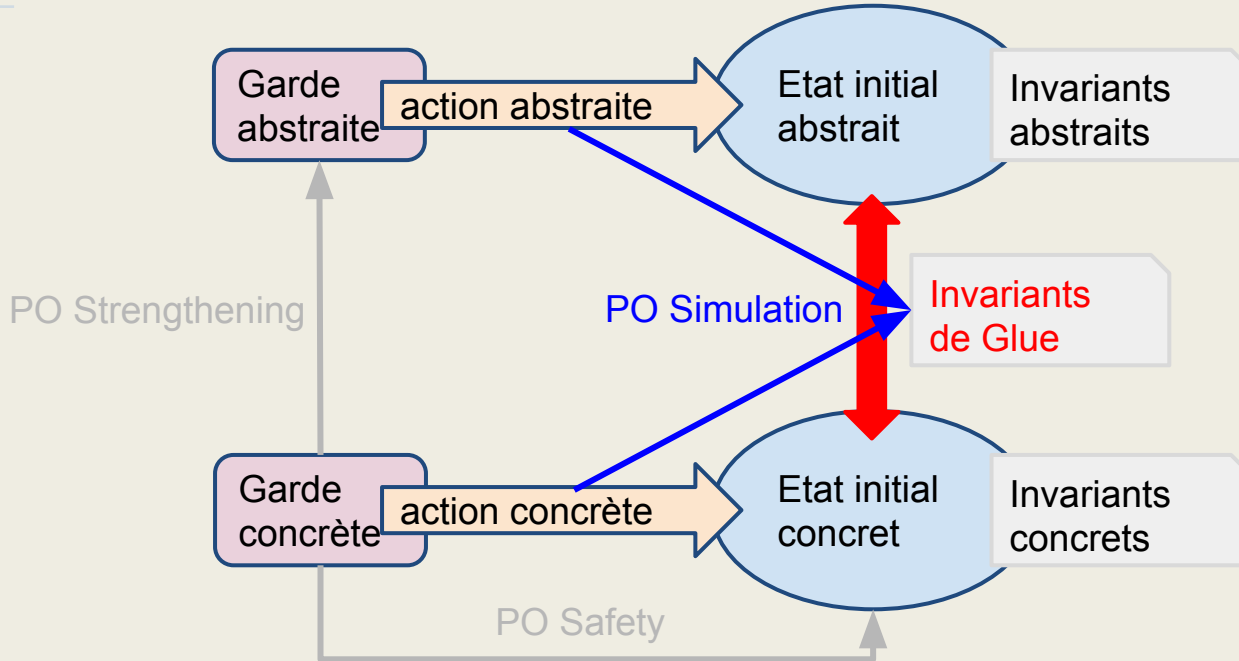 Garde
abstraite
action abstraite
Etat initial
abstrait
Invariants
abstraits
PO Strengthening
PO Simulation
Invariants
de Glue
Garde
concrète
action concrète
Etat initial
concret
Invariants
concrets
PO Safety